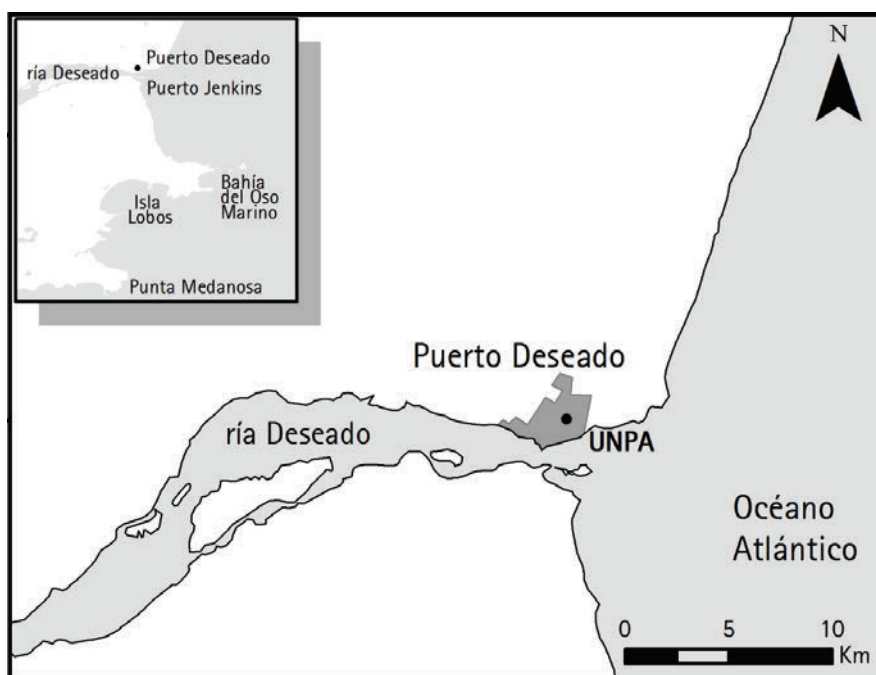 Puerto Deseado
ría Deseado
Puerto Jenkins
Bahía
del Oso
Marino
Isla
Lobos
Punta Medanosa
N
Puerto Deseado
ría Deseado
UNPA
Océano
Atlántico
0 5 10
Km